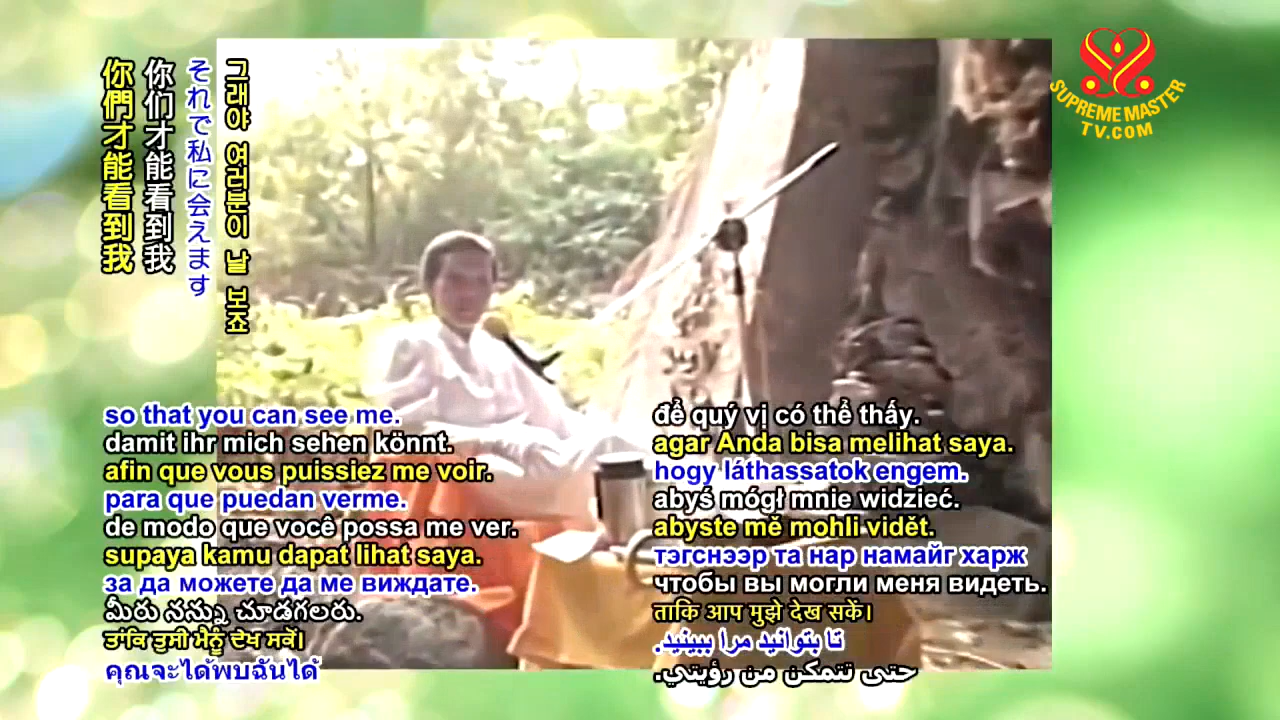 你們才能看到我
你们才能看到我
それで私に会えます
그래야 여러분이 날 보죠
SUPREME MASTER
TV.COM
so that you can see me.
damit ihr mich sehen könnt.
afin que vous puissiez me voir.
para que puedan verme.
de modo que você possa me ver.
supaya kamu dapat lihat saya.
за да можете да ме виждате.
మీరు నన్ను చూడగలరు.
ਤਾਂਕਿ ਤੁਸੀ ਮੈਨੂੰ ਦੇਖ ਸਕੋਂ।
คุณจะได้พบฉันได้
để quý vị có thể thấy.
agar Anda bisa melihat saya.
hogy láthassatok engem.
abyś mógł mnie widzieć.
abyste mě mohli vidět.
тэгснээр та нар намайг харж
чтобы вы могли меня видеть.
ताकि आप मुझे देख सकें।
تا بتوانید مرا ببینید.
حتى تتمكن من رؤيتي.